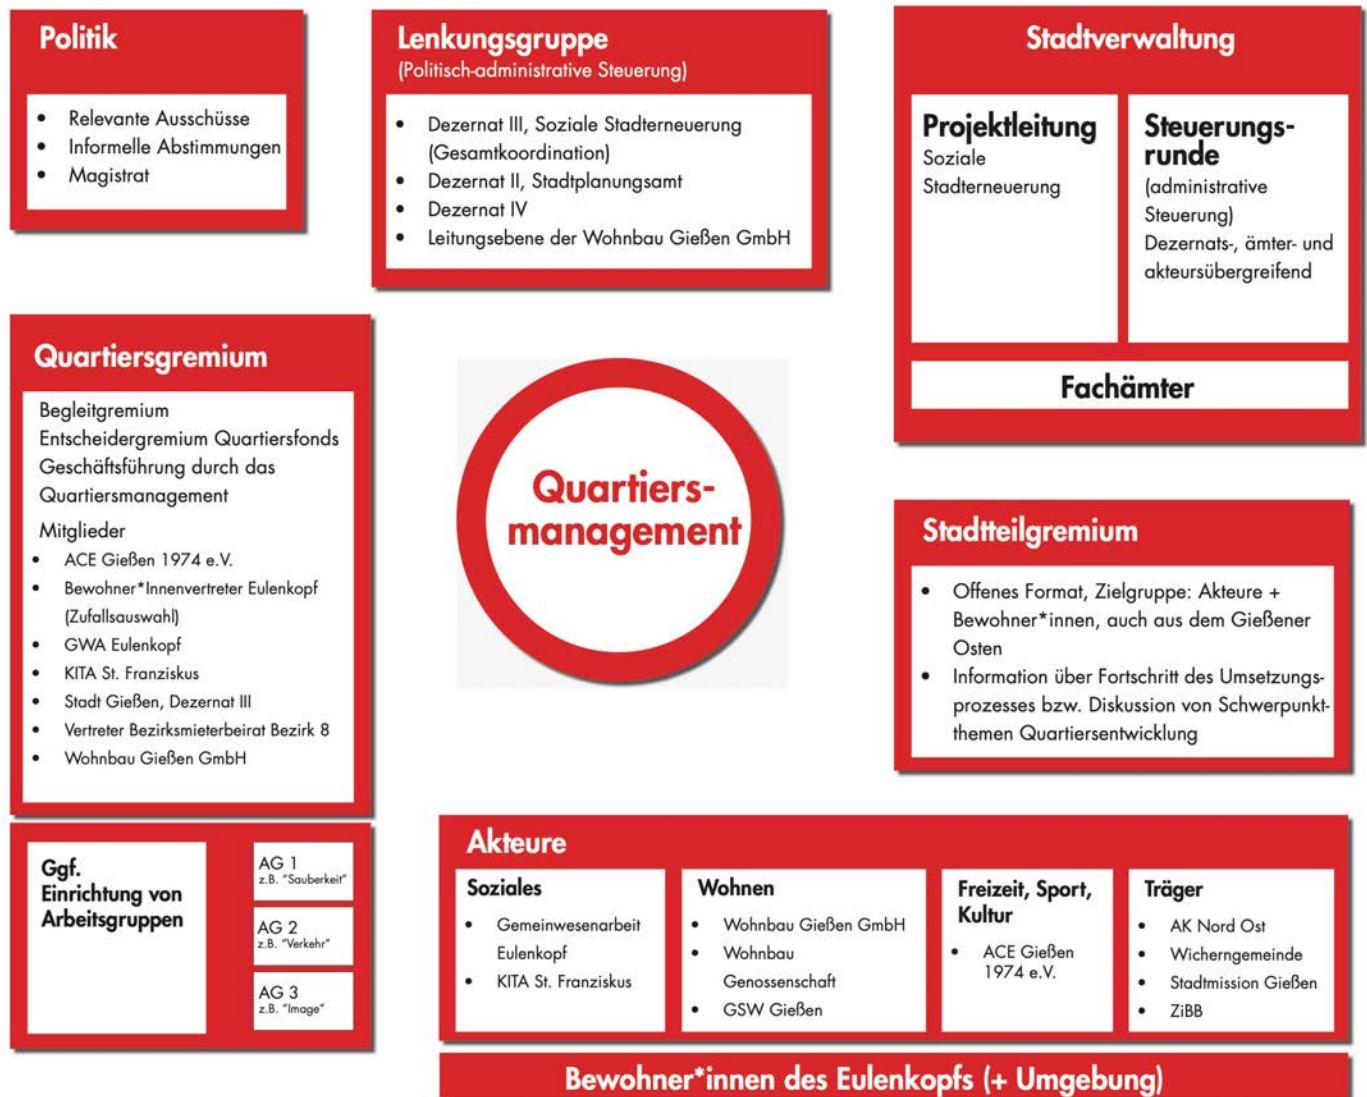 Politik
• Relevante Ausschüsse
• Informelle Abstimmungen
• Magistrat
Lenkungsgruppe
(Politisch-administrative Steuerung)
• Dezernat III, Soziale Stadterneuerung
(Gesamtkoordination)
• Dezernat II, Stadtplanungsamt
• Dezernat IV
• Leitungsebene der Wohnbau Gießen GmbH
Stadtverwaltung
Projektleitung
Soziale
Stadterneuerung
Steuerungs-
runde
(administrative
Steuerung)
Dezernats-, ämter- und
akteursübergreifend
Fachämter
Quartiersgremium
Begleitgremium
Entscheidergremium Quartiersfonds
Geschäftsführung durch das
Quartiersmanagement
Mitglieder
• ACE Gießen 1974 e.V.
• Bewohner*Innenvertreter Eulenkopf
(Zufallsauswahl)
• GWA Eulenkopf
• KITA St. Franziskus
• Stadt Gießen, Dezernat III
• Vertreter Bezirksmieterbeirat Bezirk 8
• Wohnbau Gießen GmbH
Quartiers-
management
Stadtteilgremium
• Offenes Format, Zielgruppe: Akteure +
Bewohner*innen, auch aus dem Gießener
Osten
• Information über Fortschritt des Umsetzungs-
prozesses bzw. Diskussion von Schwerpunkt-
themen Quartiersentwicklung
Ggf.
Einrichtung von
Arbeitsgruppen
AG 1
z.B. "Sauberkeit"
AG 2
z.B. "Verkehr"
AG 3
z.B. "Image"
Akteure
Soziales
• Gemeinwesenarbeit
Eulenkopf
• KITA St. Franziskus
Wohnen
• Wohnbau Gießen GmbH
• Wohnbau
Genossenschaft
• GSW Gießen
Freizeit, Sport,
Kultur
• ACE Gießen
1974 e.V.
Träger
• AK Nord Ost
• Wicherngemeinde
• Stadtmission Gießen
• ZiBB
Bewohner*innen des Eulenkopfs (+ Umgebung)